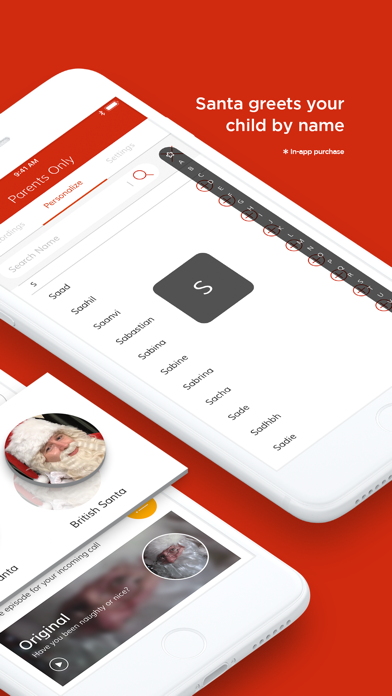 Santa greets your
child by name
* In-app purchase
9:41 AM
Parents Only
Personalize
Settings
Search Name
S
Saad
Saahil
Saanvi
Sabastian
Sabina
Sabine
Sabrina
Sacha
Sade
Sadhbh
Sadie
S
A
B
C
D
E
F
G
H
I
J
K
L
M
N
O
P
Q
R
S
T
U
British Santa
episode for your incoming call
Original
Have you been naughty or nice?